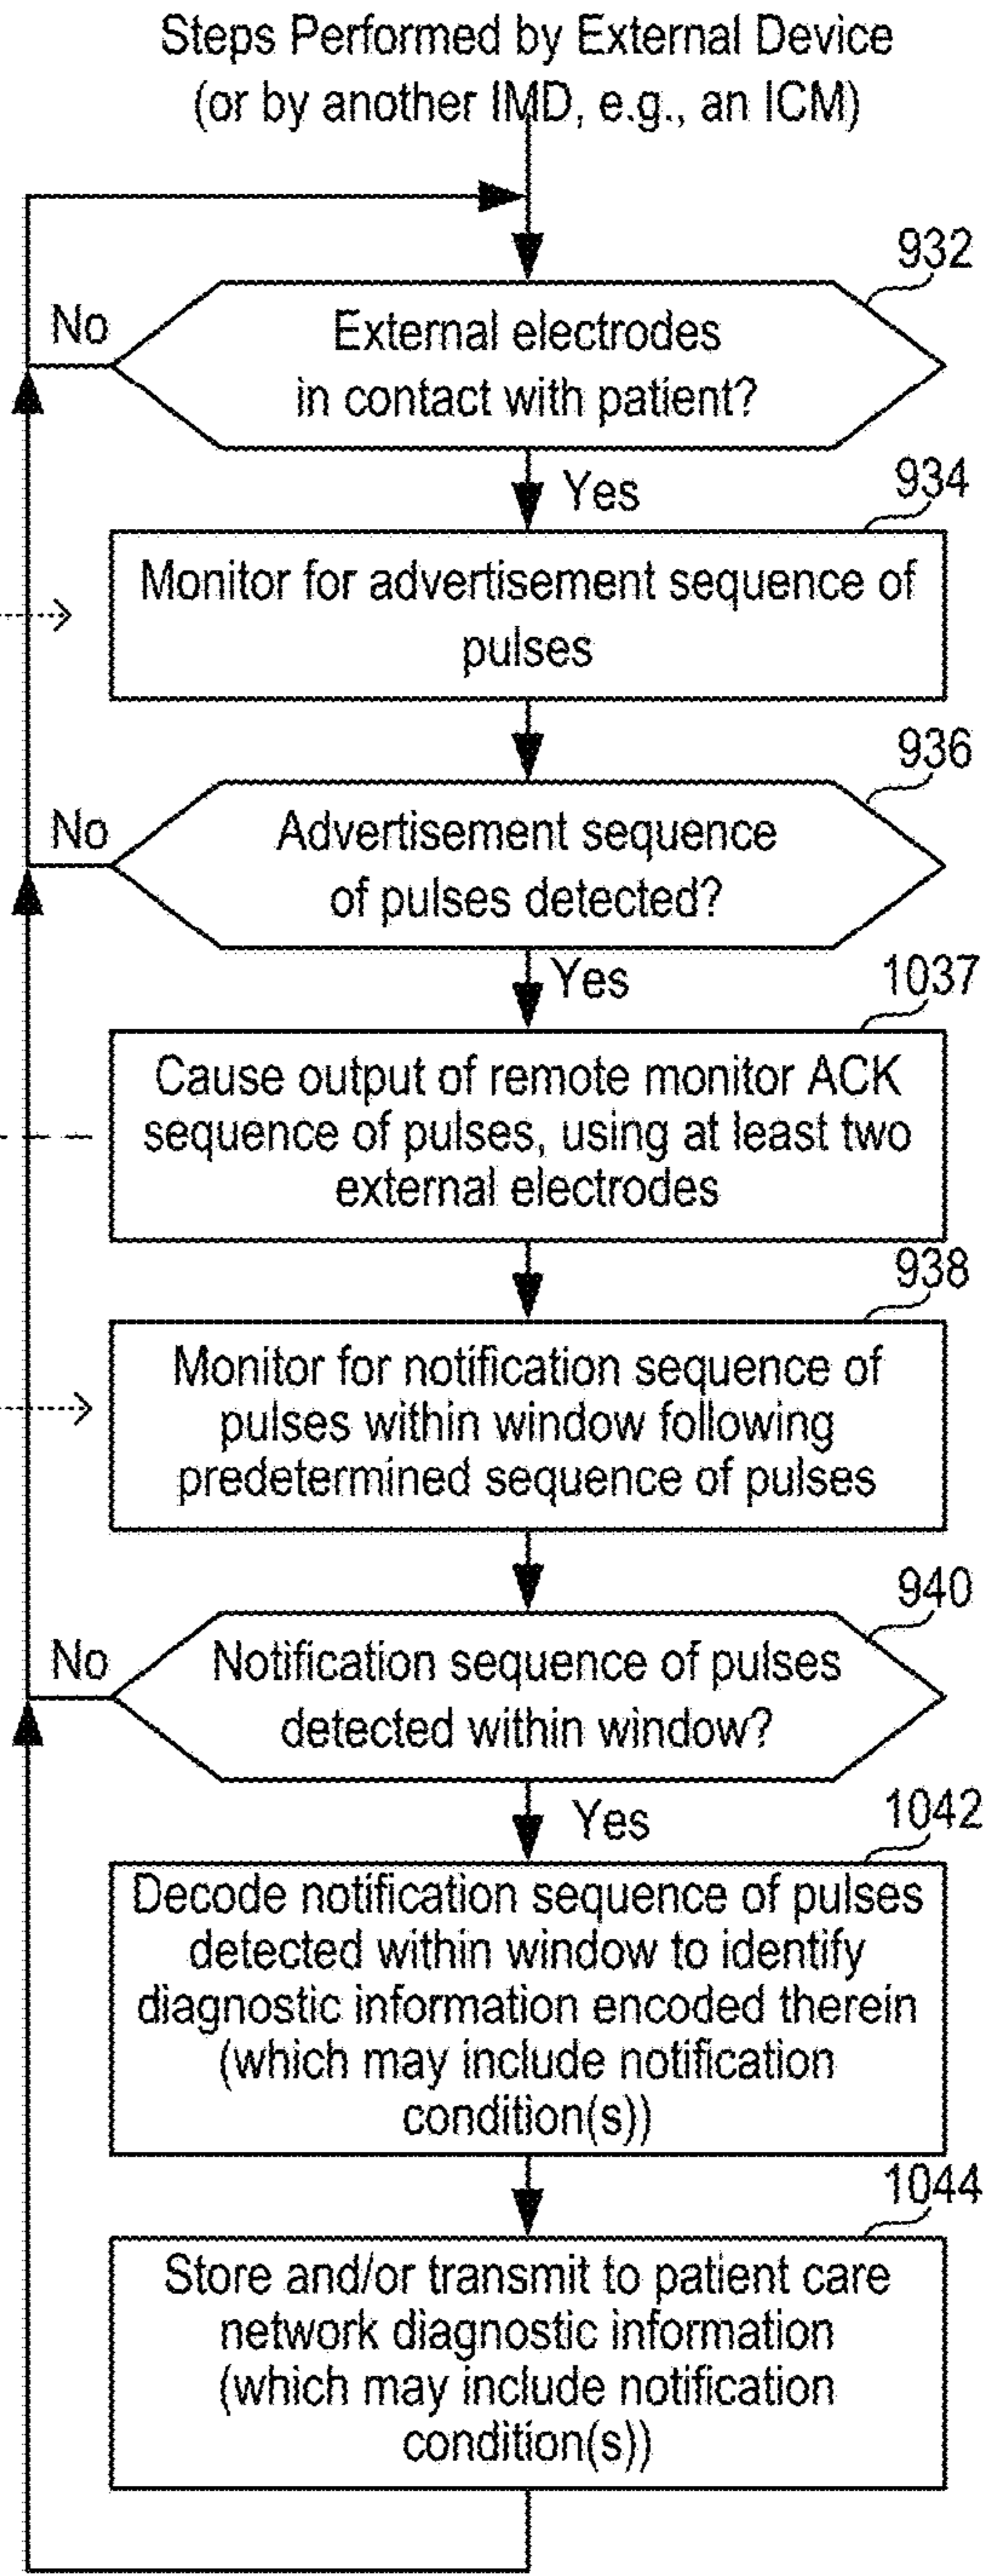 Steps Performed by External Device
(or by another IMD, e.g., an ICM)
932
No
External electrodes
in contact with patient?
Yes
934
Monitor for advertisement sequence of
pulses
936
No
Advertisement sequence
of pulses detected?
Yes
1037
Cause output of remote monitor ACK
sequence of pulses, using at least two
external electrodes
938
Monitor for notification sequence of
pulses within window following
predetermined sequence of pulses
940
No
Notification sequence of pulses
detected within window?
Yes
1042
Decode notification sequence of pulses
detected within window to identify
diagnostic information encoded therein
(which may include notification
condition(s))
1044
Store and/or transmit to patient care
network diagnostic information
(which may include notification
condition(s))